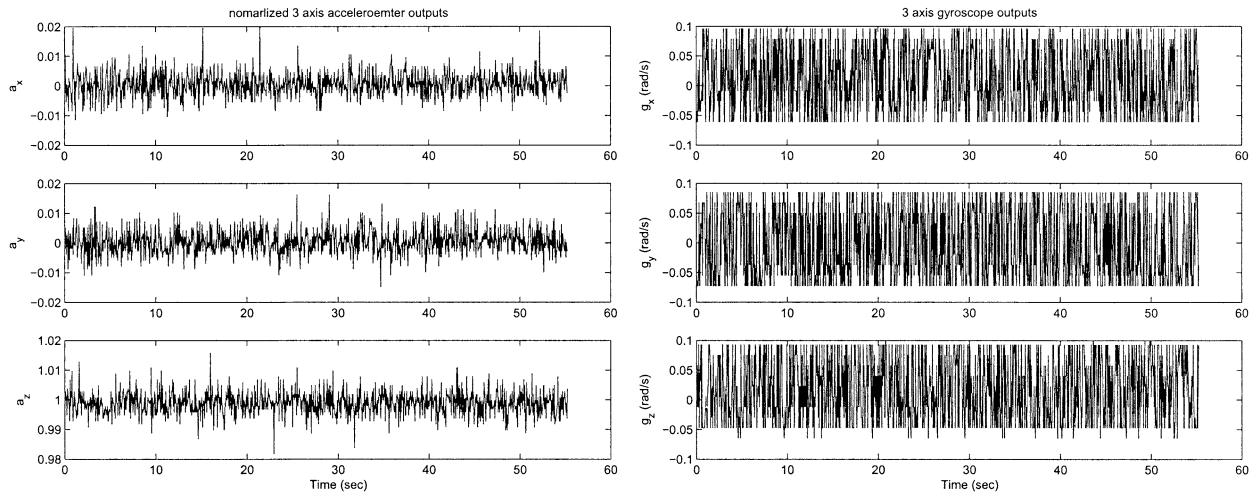 nomarlized 3 axis acceleroemter outputs
0.02
0.01
0
−0.01
−0.02
a_x
0 10 20 30 40 50 60
0.02
0.01
0
−0.01
−0.02
a_y
0 10 20 30 40 50 60
1.02
1.01
1
0.99
0.98
a_z
0 10 20 30 40 50 60
Time (sec)
3 axis gyroscope outputs
0.1
0.05
0
−0.05
−0.1
g_x (rad/s)
0 10 20 30 40 50 60
0.1
0.05
0
−0.05
−0.1
g_y (rad/s)
0 10 20 30 40 50 60
0.1
0.05
0
−0.05
−0.1
g_z (rad/s)
0 10 20 30 40 50 60
Time (sec)